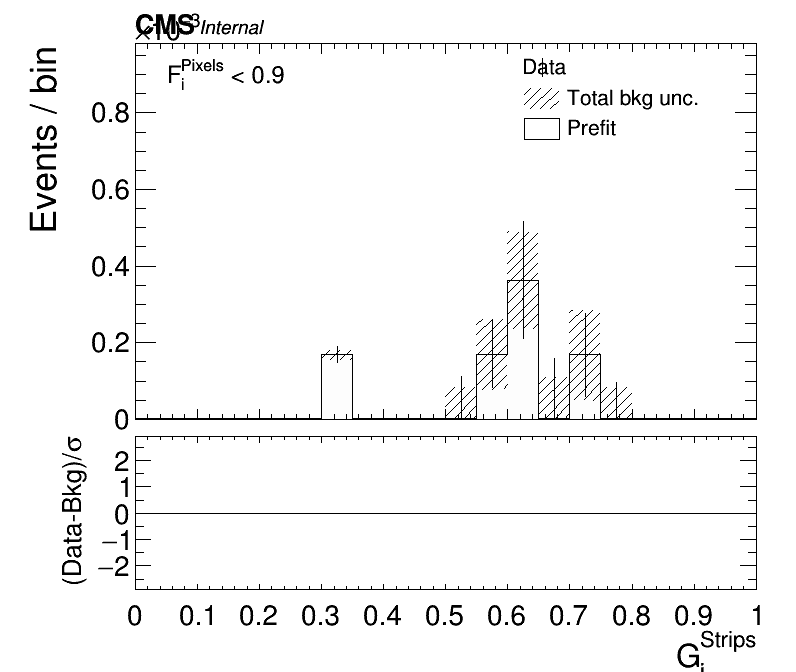 CMS Internal
×10⁻³
F_i^Pixels < 0.9
Data
Total bkg unc.
Prefit
Events / bin
0.8
0.6
0.4
0.2
0
(Data-Bkg)/σ
2
1
0
−1
−2
0 0.1 0.2 0.3 0.4 0.5 0.6 0.7 0.8 0.9 1
G_i^Strips